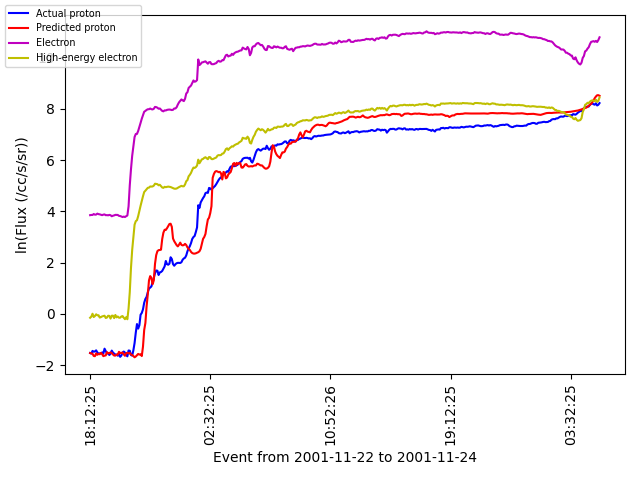 Actual proton
Predicted proton
Electron
High-energy electron
ln(Flux (/cc/s/sr))
8
6
4
2
0
−2
18:12:25
02:32:25
10:52:26
19:12:25
03:32:25
Event from 2001-11-22 to 2001-11-24